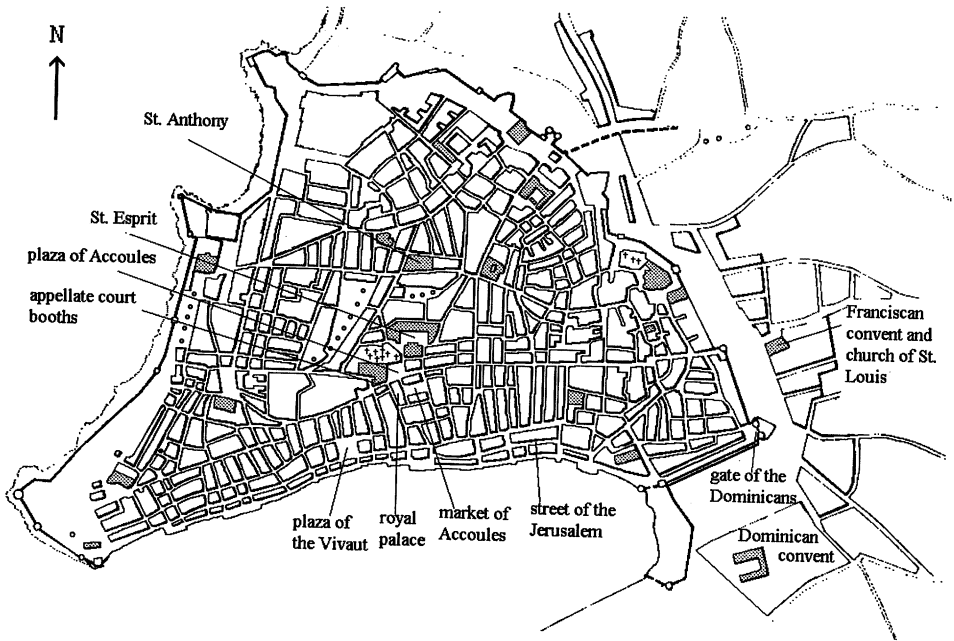 N
St. Anthony
St. Esprit
plaza of Accoules
appellate court
booths
Franciscan
convent and
church of St.
Louis
gate of the
Dominicans
plaza of
the Vivaut
royal
palace
market of
Accoules
street of the
Jerusalem
Dominican
convent